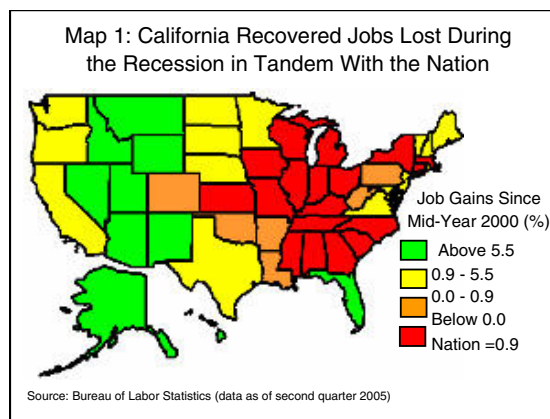 Map 1: California Recovered Jobs Lost During
the Recession in Tandem With the Nation
Job Gains Since
Mid-Year 2000 (%)
Above 5.5
0.9 - 5.5
0.0 - 0.9
Below 0.0
Nation =0.9
Source: Bureau of Labor Statistics (data as of second quarter 2005)